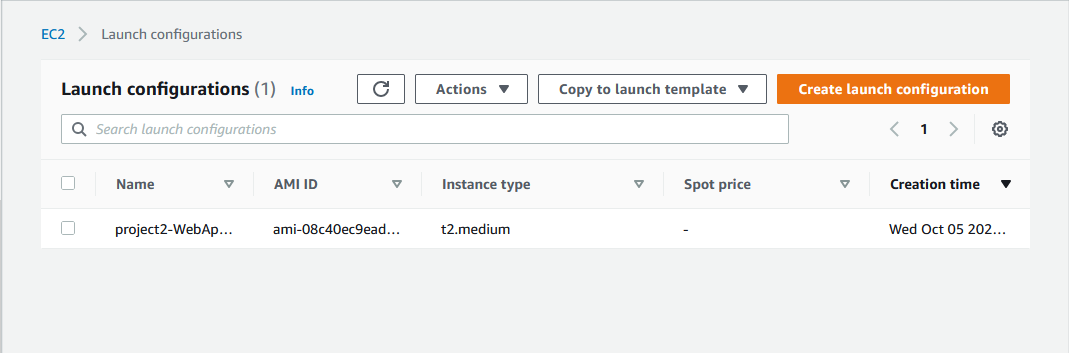 EC2 > Launch configurations
Launch configurations (1) Info Actions Copy to launch template Create launch configuration
Search launch configurations 1
Name AMI ID Instance type Spot price Creation time
project2-WebAp... ami-08c40ec9ead... t2.medium - Wed Oct 05 202...